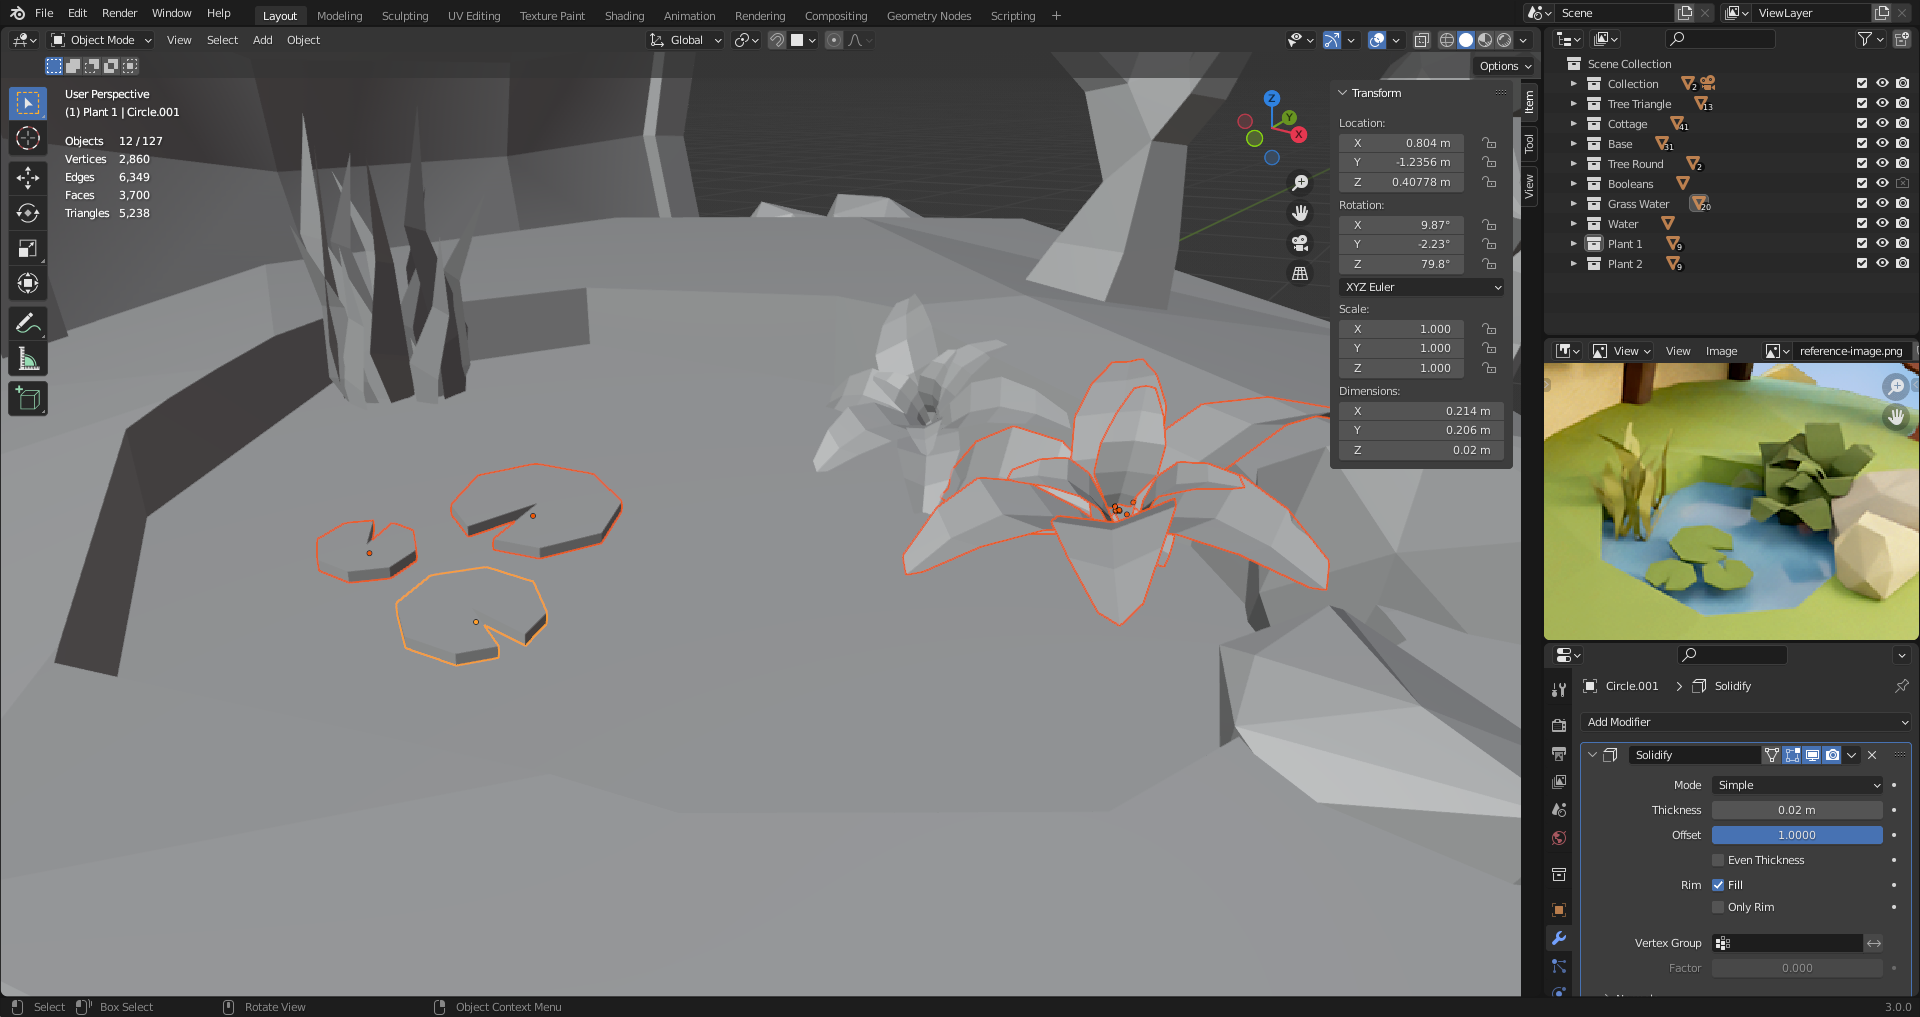 File Edit Render Window Help
Layout Modeling Sculpting UV Editing Texture Paint Shading Animation Rendering Compositing Geometry Nodes Scripting +
Scene
ViewLayer
Object Mode View Select Add Object
Global
Options
User Perspective
(1) Plant 1 | Circle.001
Objects 12 / 127
Vertices 2,860
Edges 6,349
Faces 3,700
Triangles 5,238
Z
Y
X
Transform
Location:
X 0.804 m
Y -1.2356 m
Z 0.40778 m
Rotation:
X 9.87°
Y -2.23°
Z 79.8°
XYZ Euler
Scale:
X 1.000
Y 1.000
Z 1.000
Dimensions:
X 0.214 m
Y 0.206 m
Z 0.02 m
Item
Tool
View
Scene Collection
Collection 2
Tree Triangle 13
Cottage 41
Base 31
Tree Round 2
Booleans
Grass Water 20
Water
Plant 1 9
Plant 2 9
View View Image reference-image.png
Circle.001 > Solidify
Add Modifier
Solidify
Mode Simple
Thickness 0.02 m
Offset 1.0000
Even Thickness
Rim Fill
Only Rim
Vertex Group
Factor 0.000
Select Box Select Rotate View Object Context Menu 3.0.0